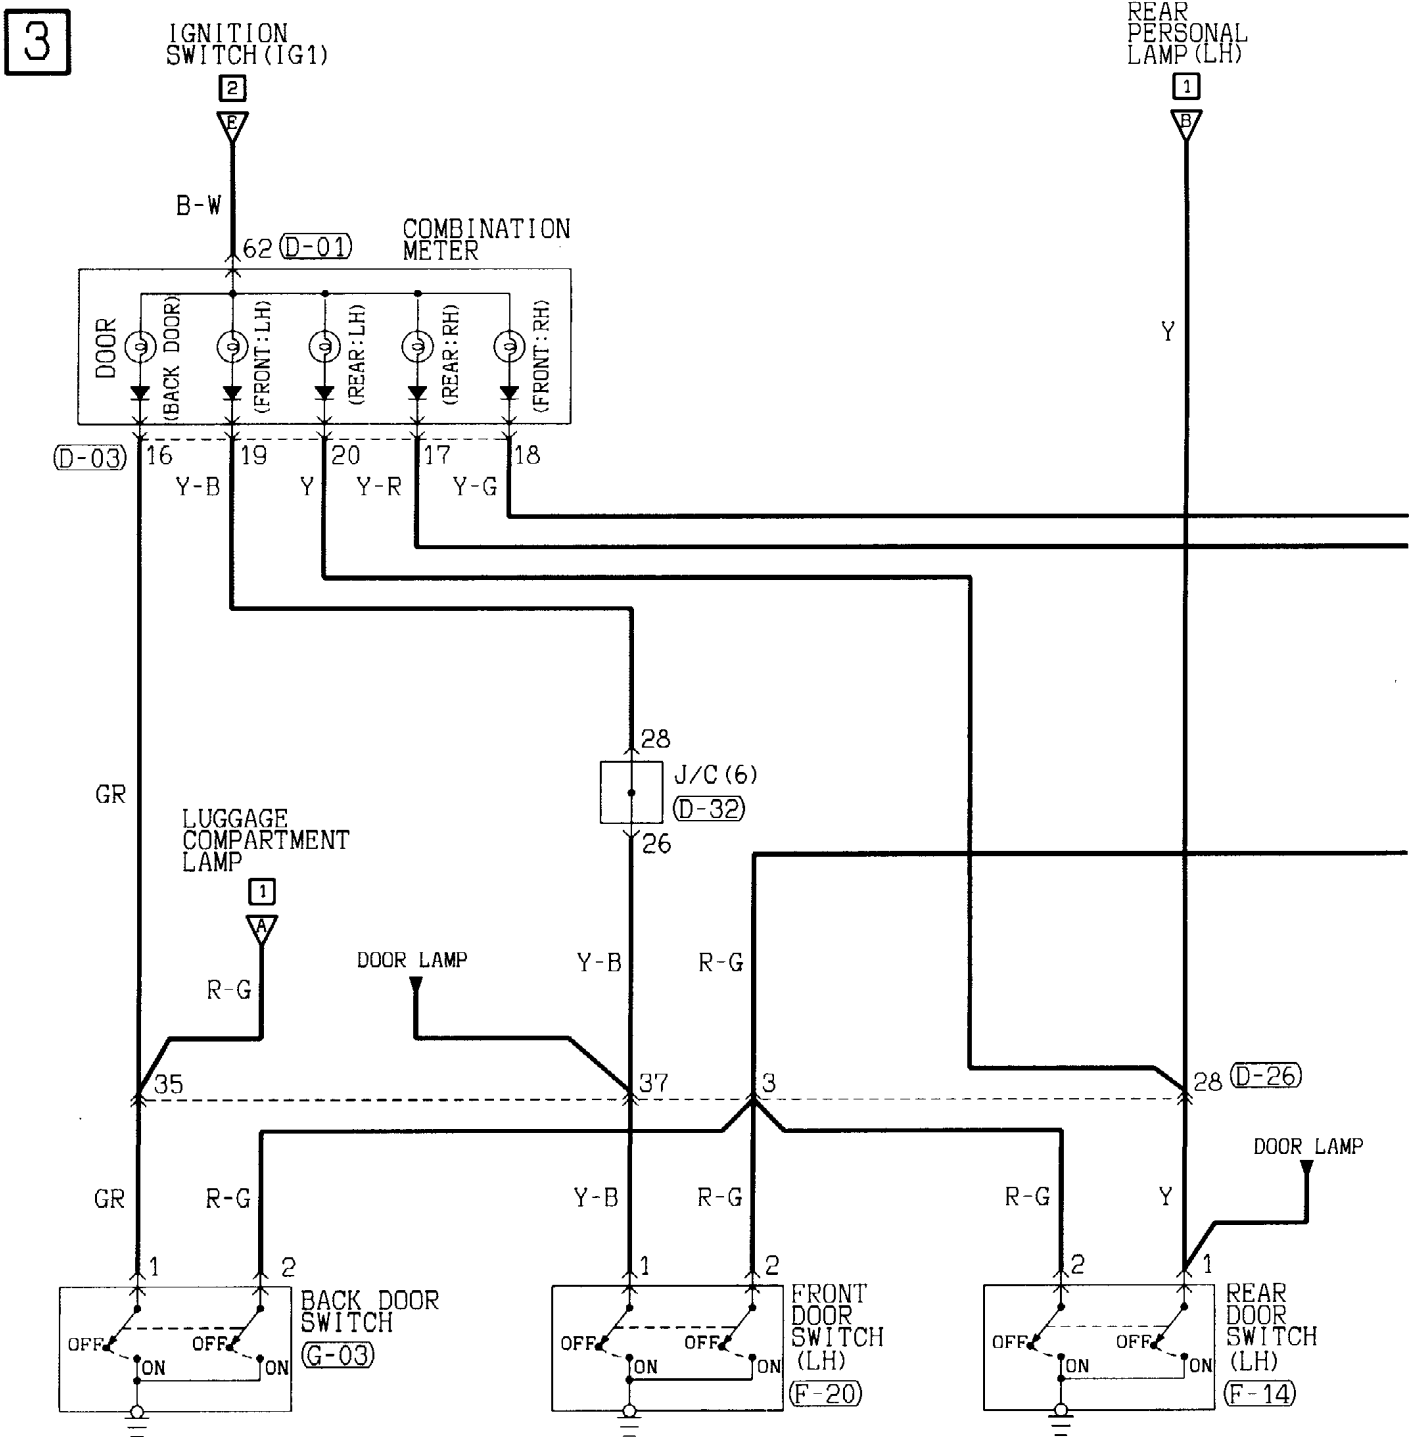 3
IGNITION
SWITCH(IG1)
2
E
REAR
PERSONAL
LAMP(LH)
1
B
B-W
62 (D-01)
COMBINATION
METER
DOOR
(BACK DOOR)
(FRONT:LH)
(REAR:LH)
(REAR:RH)
(FRONT:RH)
Y
(D-03) 16 19 20 17 18
Y-B Y Y-R Y-G
28
J/C(6)
(D-32)
26
GR
LUGGAGE
COMPARTMENT
LAMP
1
A
R-G
DOOR LAMP
Y-B R-G
35 37 3 28 (D-26)
DOOR LAMP
GR R-G Y-B R-G R-G Y
1 2 1 2 2 1
BACK DOOR
SWITCH
(G-03)
OFF OFF
ON ON
FRONT
DOOR
SWITCH
(LH)
(F-20)
OFF OFF
ON ON
REAR
DOOR
SWITCH
(LH)
(F-14)
OFF OFF
ON ON